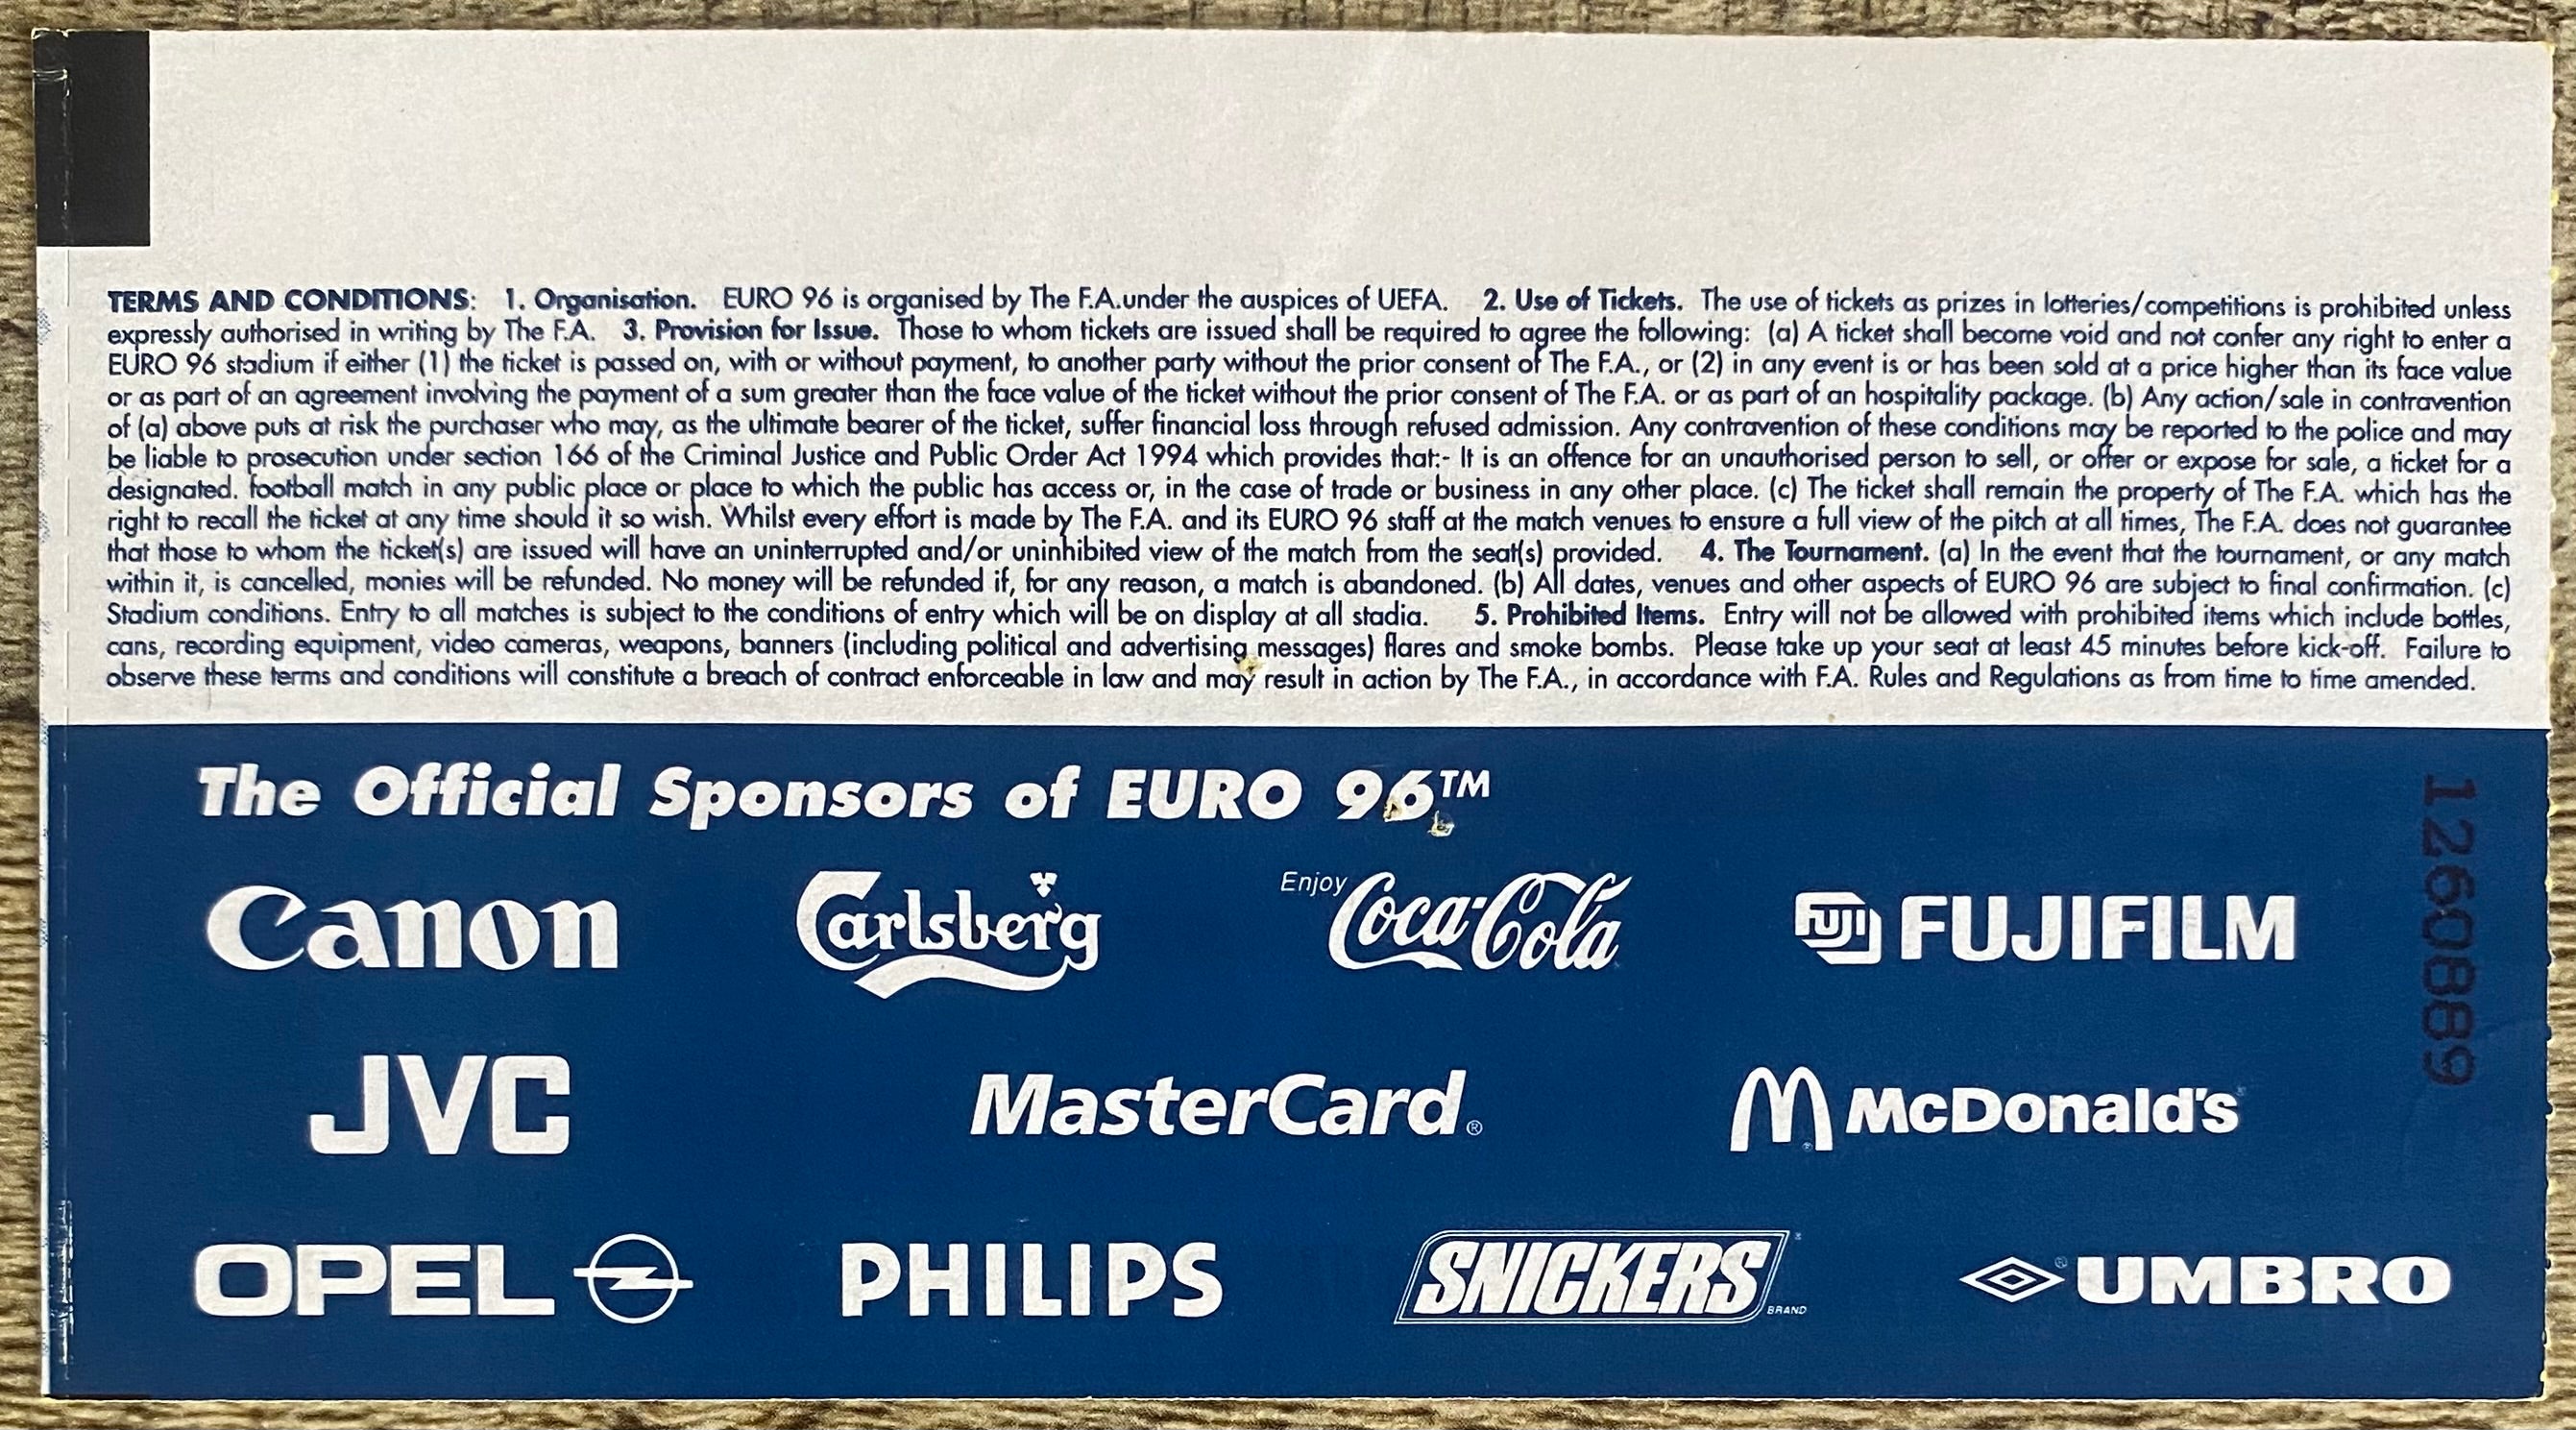 TERMS AND CONDITIONS: 1. Organisation. EURO 96 is organised by The F.A.under the auspices of UEFA. 2. Use of Tickets. The use of tickets as prizes in lotteries/competitions is prohibited unless
expressly authorised in writing by The F.A. 3. Provision for Issue. Those to whom tickets are issued shall be required to agree the following: (a) A ticket shall become void and not confer any right to enter a
EURO 96 stadium if either (1) the ticket is passed on, with or without payment, to another party without the prior consent of The F.A., or (2) in any event is or has been sold at a price higher than its face value
or as part of an agreement involving the payment of a sum greater than the face value of the ticket without the prior consent of The F.A. or as part of an hospitality package. (b) Any action/sale in contravention
of (a) above puts at risk the purchaser who may, as the ultimate bearer of the ticket, suffer financial loss through refused admission. Any contravention of these conditions may be reported to the police and may
be liable to prosecution under section 166 of the Criminal Justice and Public Order Act 1994 which provides that:- It is an offence for an unauthorised person to sell, or offer or expose for sale, a ticket for a
designated. football match in any public place or place to which the public has access or, in the case of trade or business in any other place. (c) The ticket shall remain the property of The F.A. which has the
right to recall the ticket at any time should it so wish. Whilst every effort is made by The F.A. and its EURO 96 staff at the match venues to ensure a full view of the pitch at all times, The F.A. does not guarantee
that those to whom the ticket(s) are issued will have an uninterrupted and/or uninhibited view of the match from the seat(s) provided. 4. The Tournament. (a) In the event that the tournament, or any match
within it, is cancelled, monies will be refunded. No money will be refunded if, for any reason, a match is abandoned. (b) All dates, venues and other aspects of EURO 96 are subject to final confirmation. (c)
Stadium conditions. Entry to all matches is subject to the conditions of entry which will be on display at all stadia. 5. Prohibited Items. Entry will not be allowed with prohibited items which include bottles,
cans, recording equipment, video cameras, weapons, banners (including political and advertising messages) flares and smoke bombs. Please take up your seat at least 45 minutes before kick-off. Failure to
observe these terms and conditions will constitute a breach of contract enforceable in law and may result in action by The F.A., in accordance with F.A. Rules and Regulations as from time to time amended.
The Official Sponsors of EURO 96™
Canon Carlsberg Enjoy Coca-Cola FUJI FUJIFILM
JVC MasterCard® McDonald's
OPEL PHILIPS SNICKERS BRAND ® UMBRO
1260889